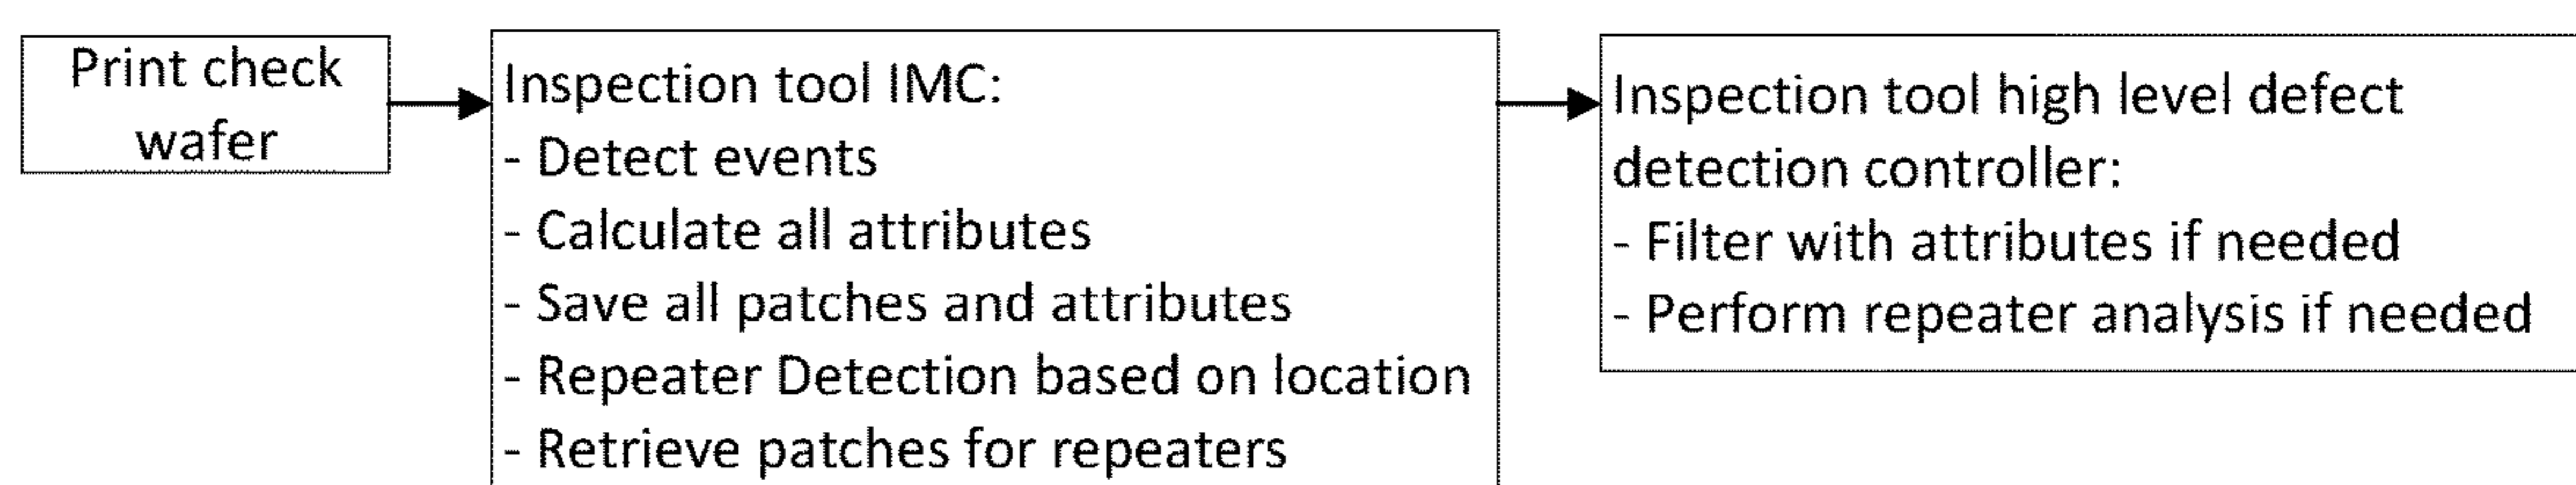 Print check
wafer
Inspection tool IMC:
- Detect events
- Calculate all attributes
- Save all patches and attributes
- Repeater Detection based on location
- Retrieve patches for repeaters
Inspection tool high level defect
detection controller:
- Filter with attributes if needed
- Perform repeater analysis if needed